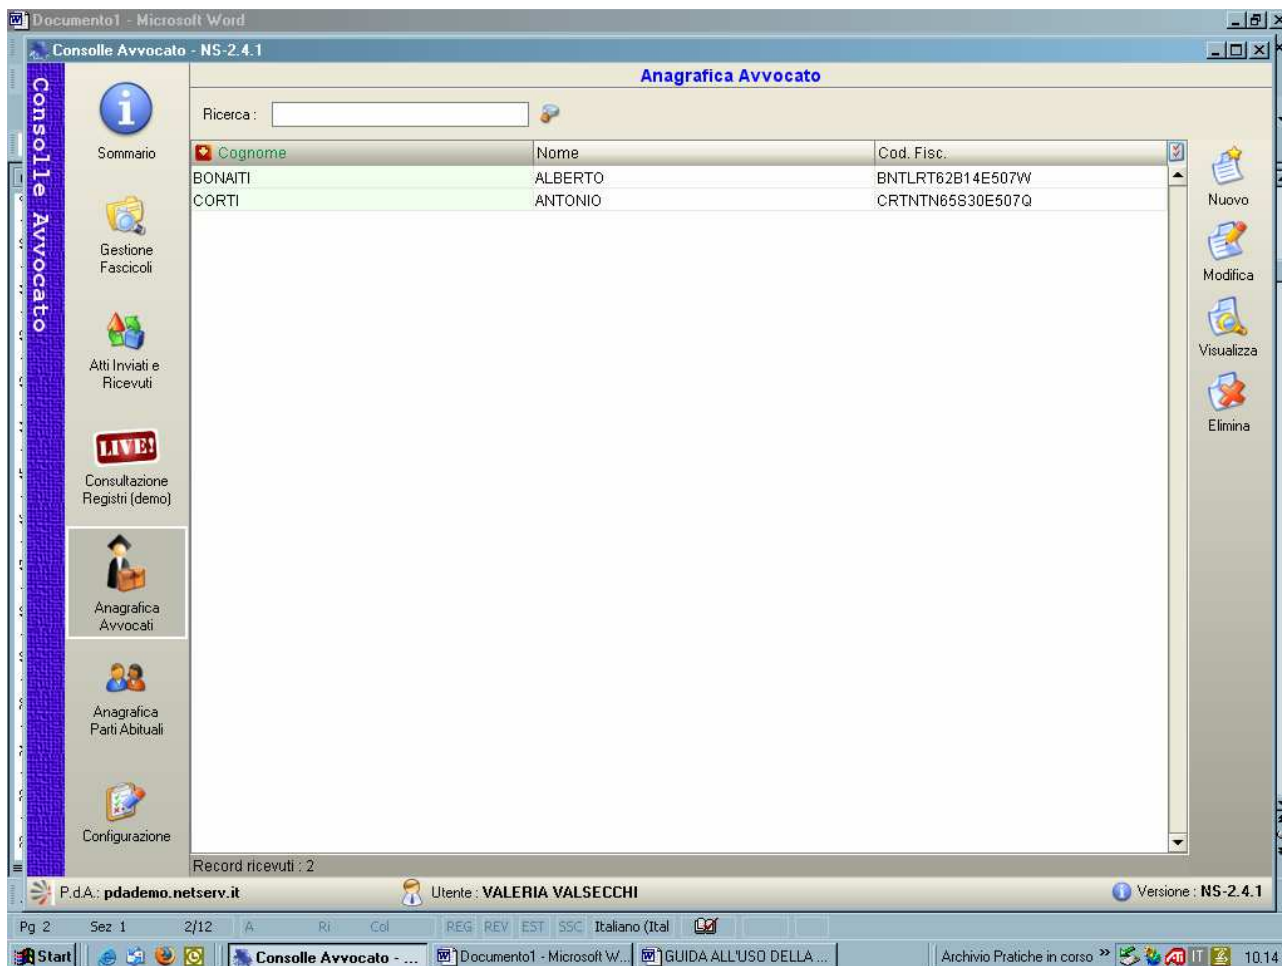 Documento1 - Microsoft Word
Consolle Avvocato - NS-2.4.1
Consolle Avvocato
Anagrafica Avvocato
Ricerca :
Sommario
Gestione
Fascicoli
Atti Inviati e
Ricevuti
LIVE!
Consultazione
Registri (demo)
Anagrafica
Avvocati
Anagrafica
Parti Abituali
Configurazione
Cognome Nome Cod. Fisc.
BONAITI ALBERTO BNTLRT62B14E507W
CORTI ANTONIO CRTNTN65S30E507Q
Nuovo
Modifica
Visualizza
Elimina
Record ricevuti : 2
P.d.A.: pdademo.netserv.it Utente : VALERIA VALSECCHI Versione : NS-2.4.1
Pg 2 Sez 1 2/12 A Ri Col REG REV EST SSC Italiano (Ital
Start Consolle Avvocato - ... Documento1 - Microsoft W... GUIDA ALL'USO DELLA ... Archivio Pratiche in corso » IT 10.14